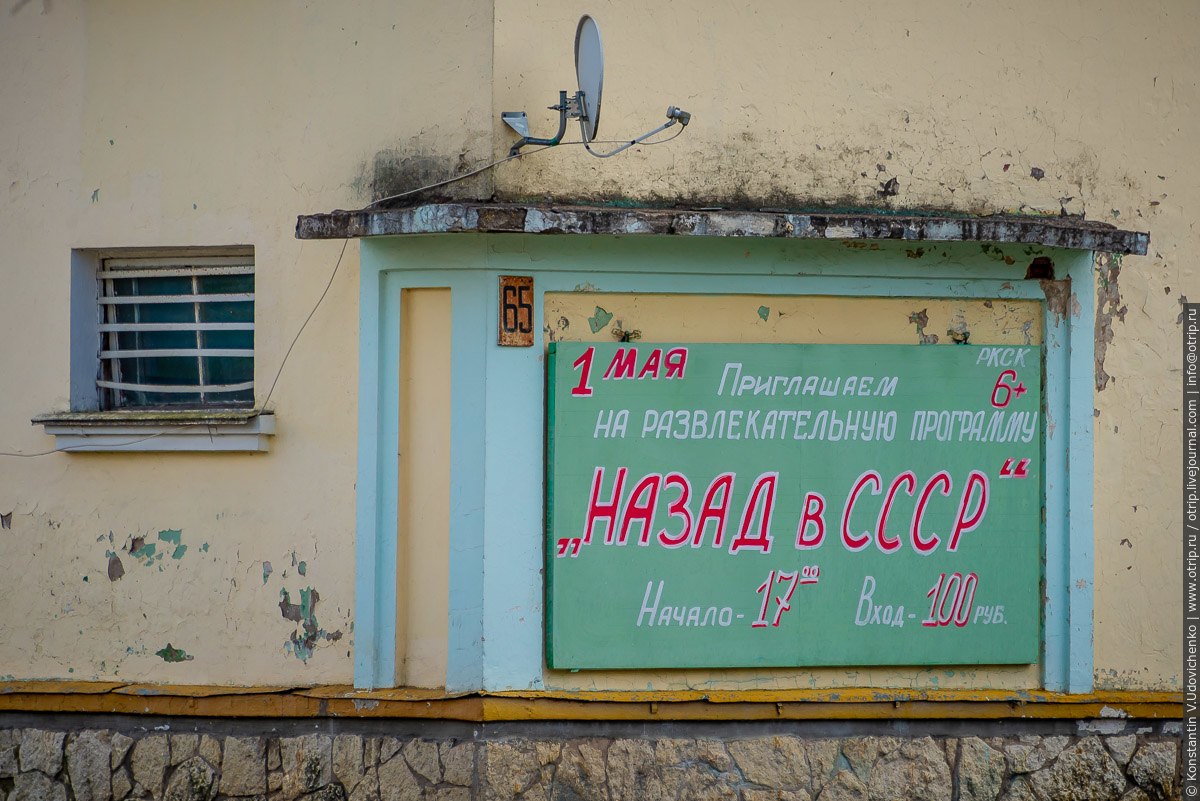 65
1 МАЯ
РКСК
6+
Приглашаем
на развлекательную программу
„Назад в СССР“
Начало - 17⁰⁰ Вход - 100 руб.
© Konstantin V.Udovichenko | www.otrip.ru / otrip.livejournal.com | info@otrip.ru